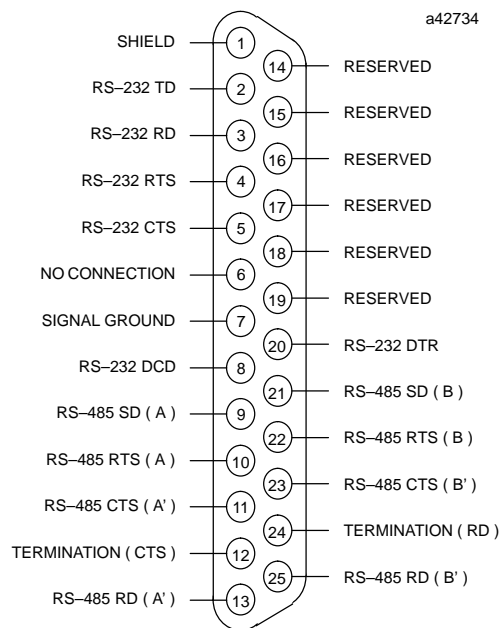 a42734
SHIELD 1
14 RESERVED
RS–232 TD 2
15 RESERVED
RS–232 RD 3
16 RESERVED
RS–232 RTS 4
17 RESERVED
RS–232 CTS 5
18 RESERVED
NO CONNECTION 6
19 RESERVED
SIGNAL GROUND 7
20 RS–232 DTR
RS–232 DCD 8
21 RS–485 SD ( B )
RS–485 SD ( A ) 9
22 RS–485 RTS ( B )
RS–485 RTS ( A ) 10
23 RS–485 CTS ( B' )
RS–485 CTS ( A' ) 11
24 TERMINATION ( RD )
TERMINATION ( CTS ) 12
25 RS–485 RD ( B' )
RS–485 RD ( A' ) 13